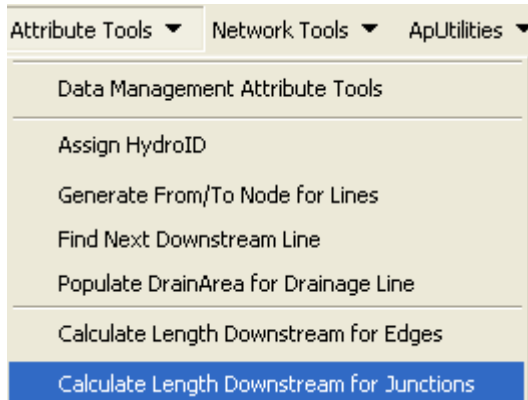 Attribute Tools Network Tools ApUtilities
Data Management Attribute Tools
Assign HydroID
Generate From/To Node for Lines
Find Next Downstream Line
Populate DrainArea for Drainage Line
Calculate Length Downstream for Edges
Calculate Length Downstream for Junctions